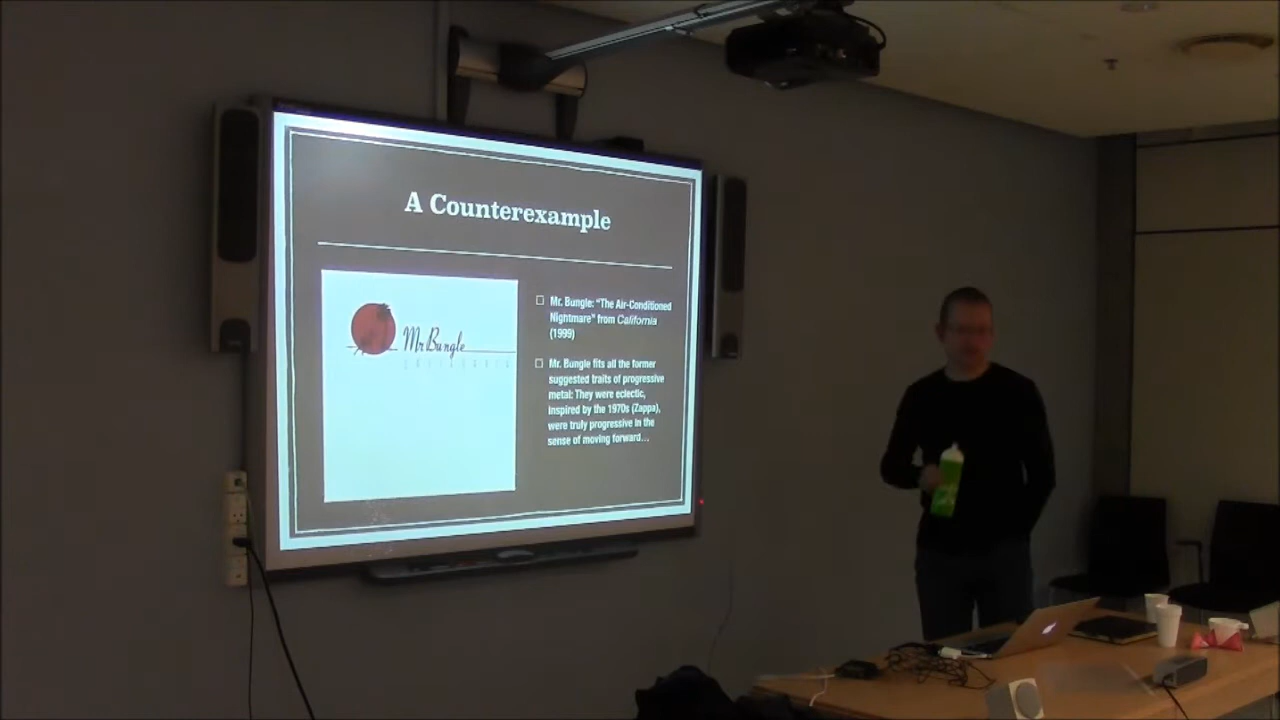 A Counterexample
Mr. Bungle
CALIFORNIA
Mr. Bungle: "The Air-Conditioned
Nightmare" from California
(1999)
Mr. Bungle fits all the former
suggested traits of progressive
metal: They were eclectic,
inspired by the 1970s (Zappa),
were truly progressive in the
sense of moving forward...